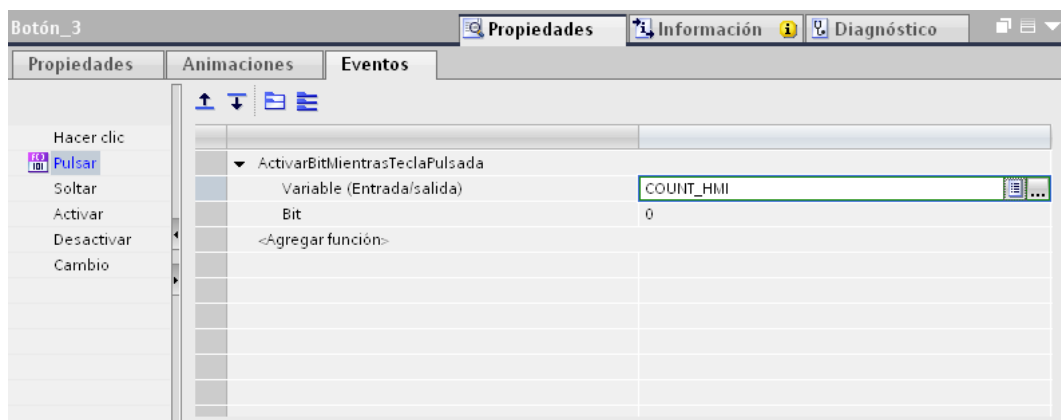 Botón_3
Propiedades Información Diagnóstico
Propiedades Animaciones Eventos
Hacer clic
Pulsar
Soltar
Activar
Desactivar
Cambio
ActivarBitMientrasTeclaPulsada
Variable (Entrada/salida) COUNT_HMI ...
Bit 0
<Agregar función>